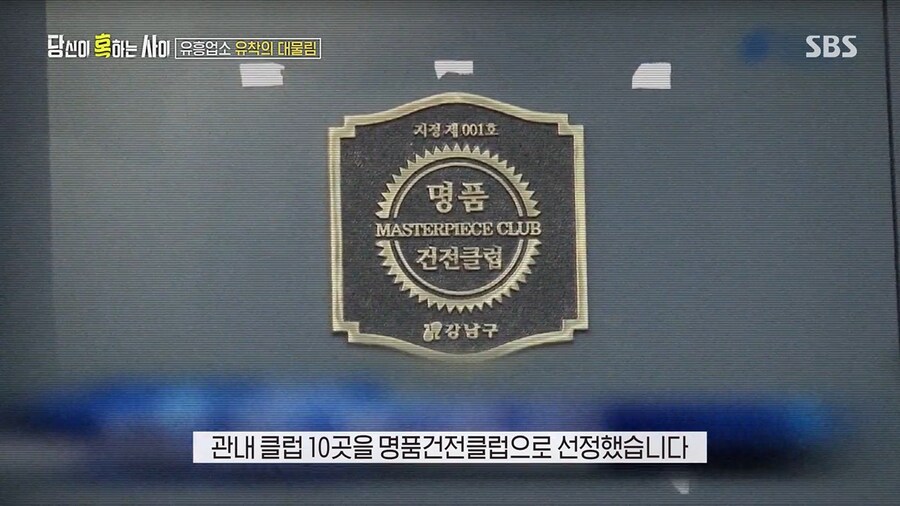 당신이 혹하는 사이
유흥업소 유착의 대물림
SBS
지정 제001호
명품
MASTERPIECE CLUB
건전클럽
강남구
관내 클럽 10곳을 명품건전클럽으로 선정했습니다